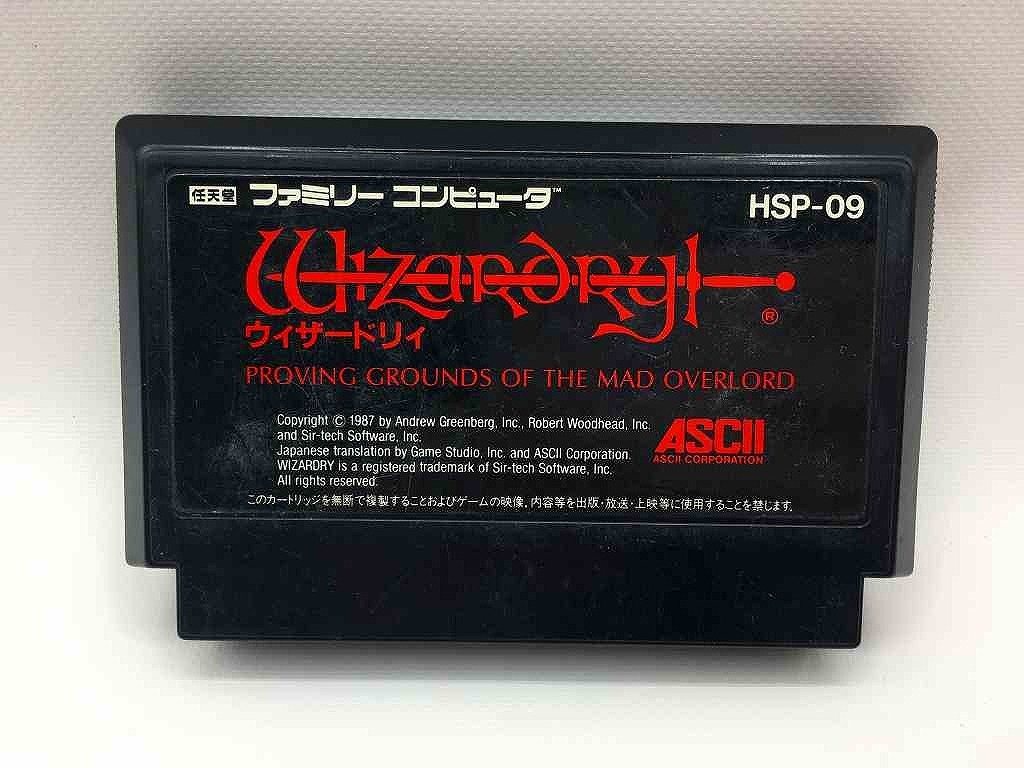 任天堂 ファミリー コンピュータ™ HSP-09
Wizardry ®
ウィザードリィ
PROVING GROUNDS OF THE MAD OVERLORD
Copyright © 1987 by Andrew Greenberg, Inc., Robert Woodhead, Inc.
and Sir-tech Software, Inc.
Japanese translation by Game Studio, Inc. and ASCII Corporation.
WIZARDRY is a registered trademark of Sir-tech Software, Inc.
All rights reserved.
ASCII
ASCII CORPORATION
このカートリッジを無断で複製することおよびゲームの映像，内容等を出版・放送・上映等に使用することを禁じます。